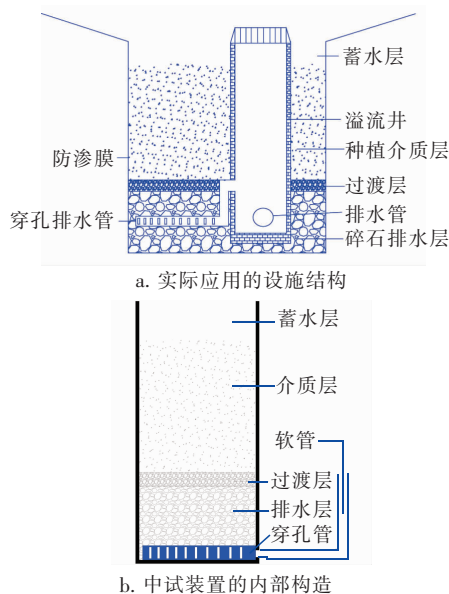 蓄水层
溢流井
种植介质层
防渗膜
过渡层
穿孔排水管
排水管
碎石排水层
a. 实际应用的设施结构
蓄水层
介质层
软管
过渡层
排水层
穿孔管
b. 中试装置的内部构造